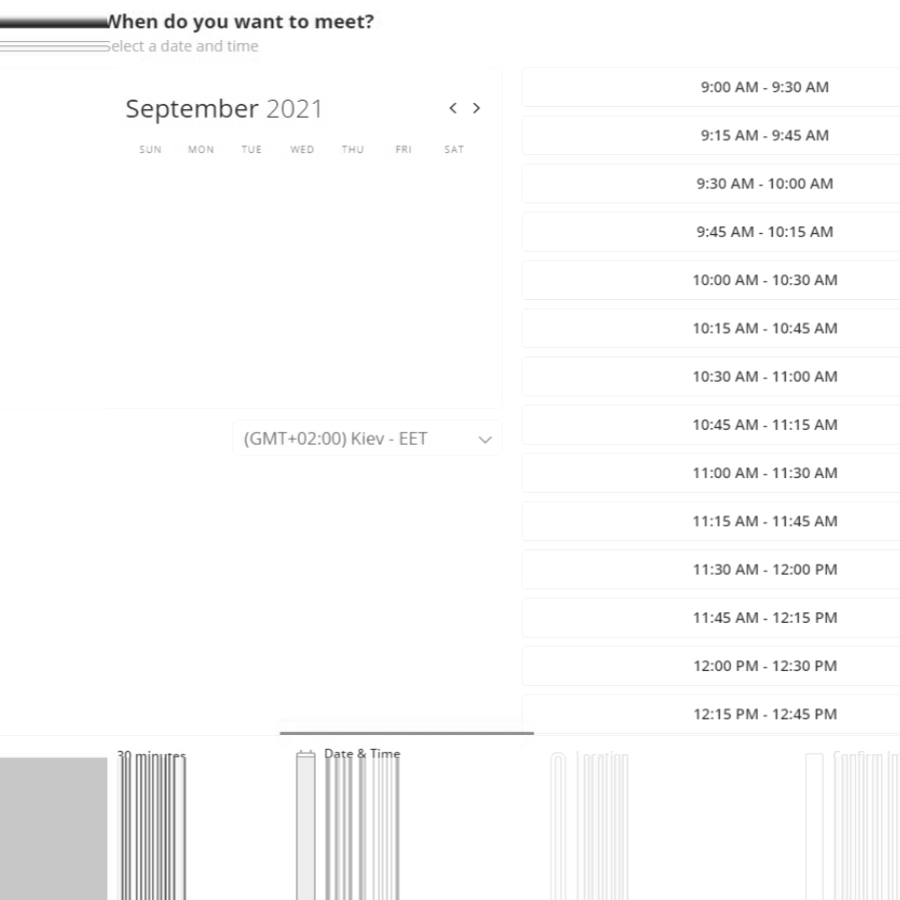 When do you want to meet?
Select a date and time
September 2021
SUN MON TUE WED THU FRI SAT
(GMT+02:00) Kiev - EET
9:00 AM - 9:30 AM
9:15 AM - 9:45 AM
9:30 AM - 10:00 AM
9:45 AM - 10:15 AM
10:00 AM - 10:30 AM
10:15 AM - 10:45 AM
10:30 AM - 11:00 AM
10:45 AM - 11:15 AM
11:00 AM - 11:30 AM
11:15 AM - 11:45 AM
11:30 AM - 12:00 PM
11:45 AM - 12:15 PM
12:00 PM - 12:30 PM
12:15 PM - 12:45 PM
30 minutes
Date & Time
Location
Confirm